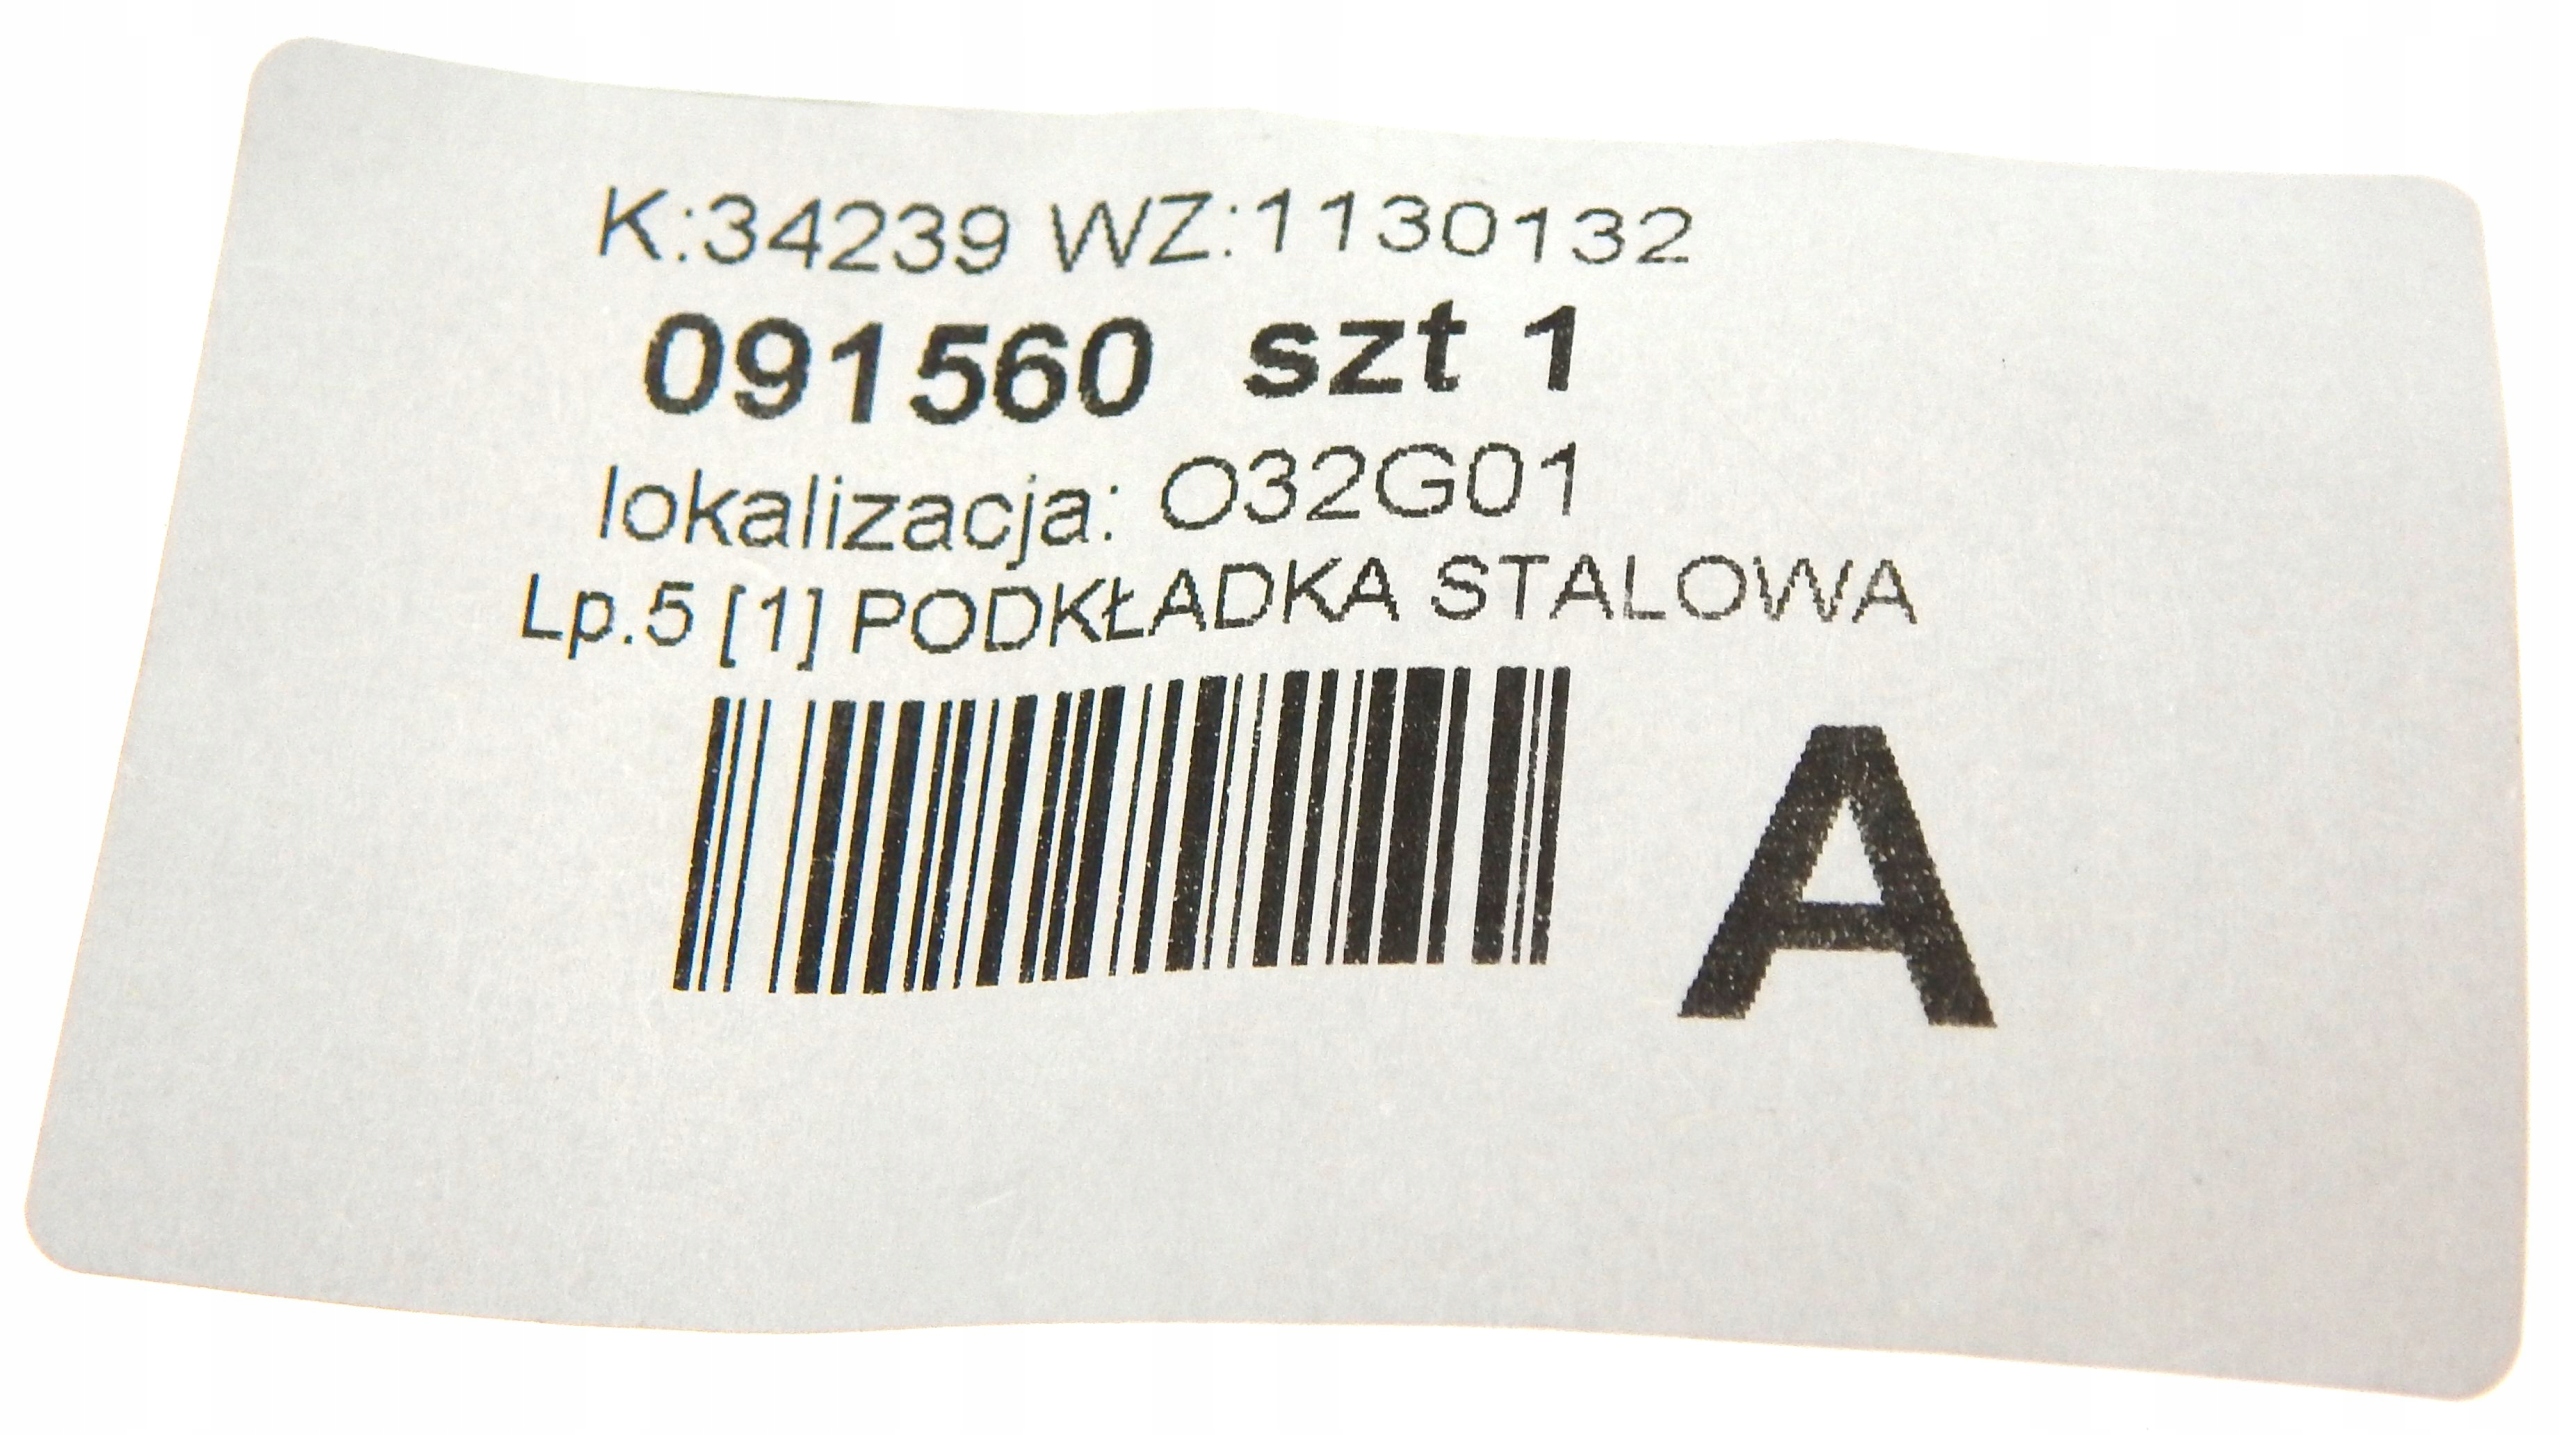 K:34239 WZ:1130132
091560 szt 1
lokalizacja: O32G01
Lp.5 [1] PODKŁADKA STALOWA
A